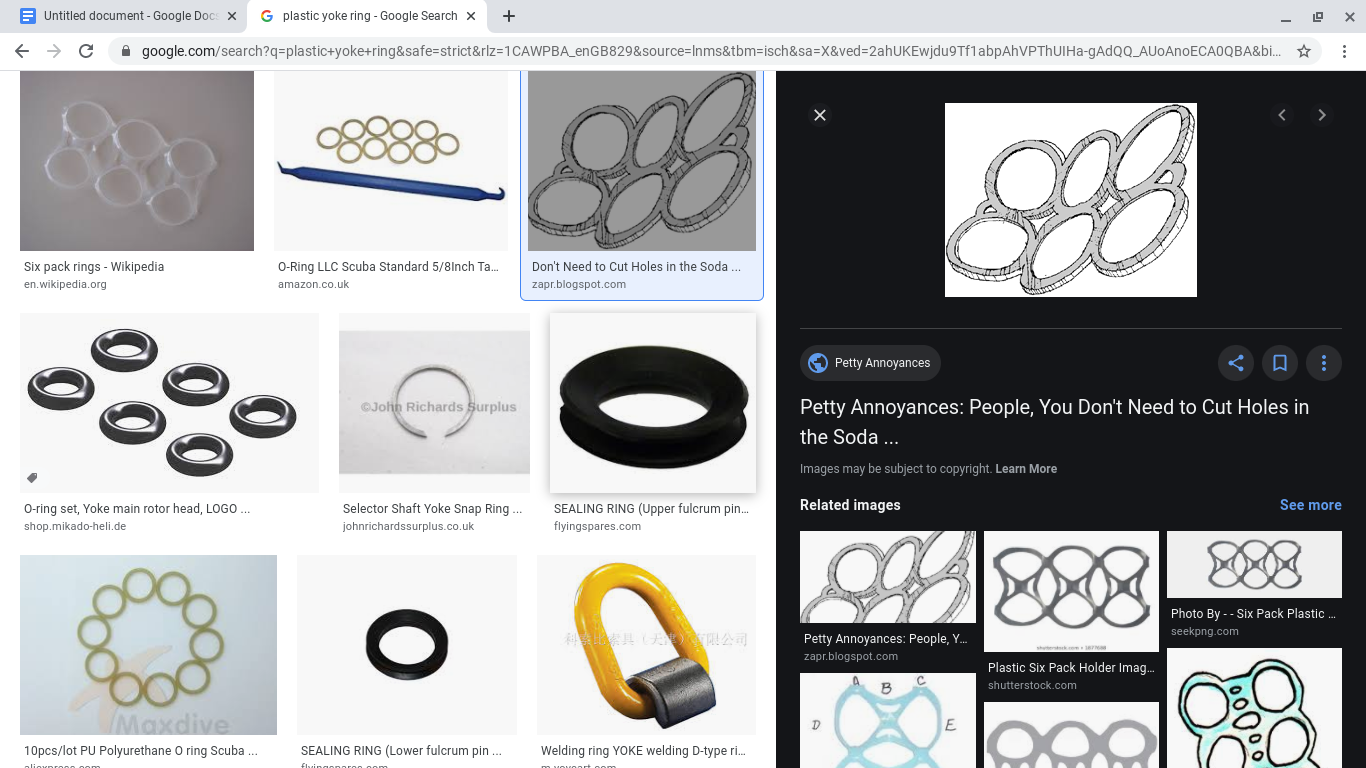 Untitled document - Google Docs
plastic yoke ring - Google Search
google.com/search?q=plastic+yoke+ring&safe=strict&rlz=1CAWPBA_enGB829&source=lnms&tbm=isch&sa=X&ved=2ahUKEwjdu9Tf1abpAhVPThUIHa-gAdQQ_AUoAnoECA0QBA&bi...
Six pack rings - Wikipedia
en.wikipedia.org
O-Ring LLC Scuba Standard 5/8Inch Ta...
amazon.co.uk
Don't Need to Cut Holes in the Soda ...
zapr.blogspot.com
©John Richards Surplus
O-ring set, Yoke main rotor head, LOGO ...
shop.mikado-heli.de
Selector Shaft Yoke Snap Ring ...
johnrichardssurplus.co.uk
SEALING RING (Upper fulcrum pin...
flyingspares.com
Maxdive
10pcs/lot PU Polyurethane O ring Scuba ...
aliexpress.com
SEALING RING (Lower fulcrum pin ...
flyingspares.com
Welding ring YOKE welding D-type ri...
Petty Annoyances
Petty Annoyances: People, You Don't Need to Cut Holes in
the Soda ...
Images may be subject to copyright. Learn More
Related images
See more
Petty Annoyances: People, Y...
zapr.blogspot.com
shutterstock.com
Plastic Six Pack Holder Imag...
shutterstock.com
Photo By - - Six Pack Plastic ...
seekpng.com
A B C
D E